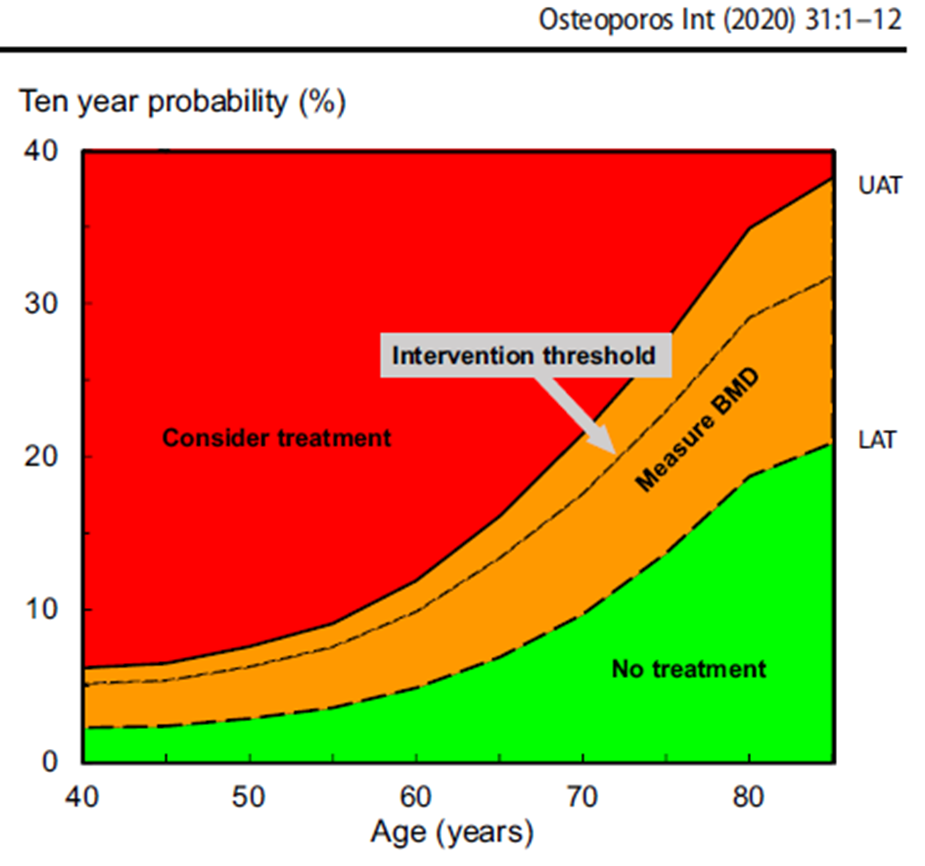 Osteoporos Int (2020) 31:1–12
Ten year probability (%)
40
UAT
30
Intervention threshold
Consider treatment
Measure BMD
20
LAT
10
No treatment
0
40 50 60 70 80
Age (years)